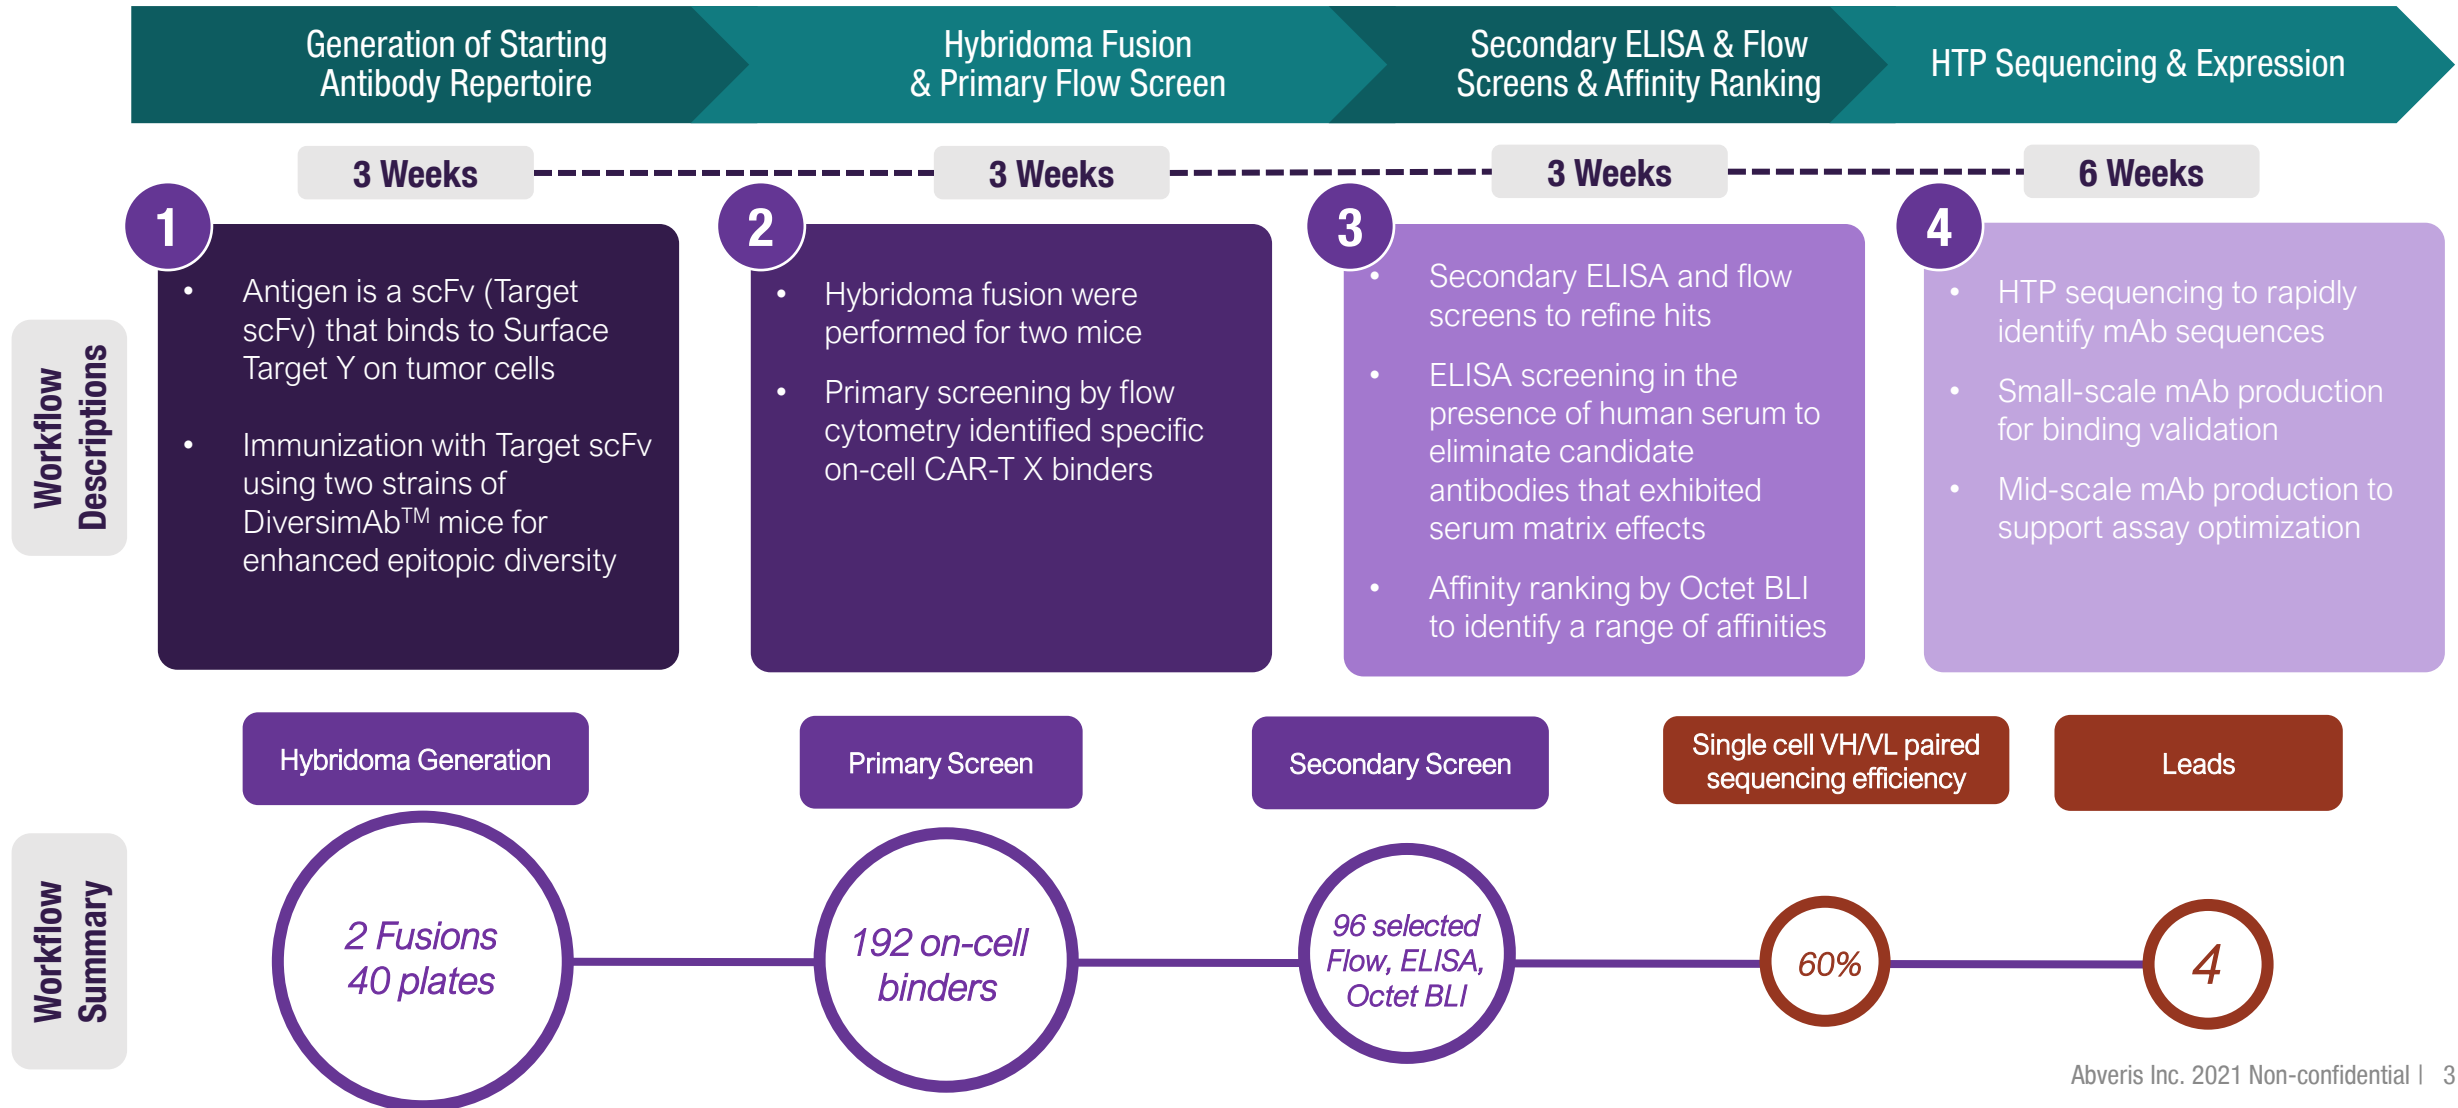 Generation of Starting
Antibody Repertoire
Hybridoma Fusion
& Primary Flow Screen
Secondary ELISA & Flow
Screens & Affinity Ranking
HTP Sequencing & Expression
3 Weeks
3 Weeks
3 Weeks
6 Weeks
Workflow
Descriptions
1
• Antigen is a scFv (Target
scFv) that binds to Surface
Target Y on tumor cells
• Immunization with Target scFv
using two strains of
DiversimAb™ mice for
enhanced epitopic diversity
2
• Hybridoma fusion were
performed for two mice
• Primary screening by flow
cytometry identified specific
on-cell CAR-T X binders
3
• Secondary ELISA and flow
screens to refine hits
• ELISA screening in the
presence of human serum to
eliminate candidate
antibodies that exhibited
serum matrix effects
• Affinity ranking by Octet BLI
to identify a range of affinities
4
• HTP sequencing to rapidly
identify mAb sequences
• Small-scale mAb production
for binding validation
• Mid-scale mAb production to
support assay optimization
Workflow
Summary
Hybridoma Generation
Primary Screen
Secondary Screen
Single cell VH/VL paired
sequencing efficiency
Leads
2 Fusions
40 plates
192 on-cell
binders
96 selected
Flow, ELISA,
Octet BLI
60%
4
Abveris Inc. 2021 Non-confidential | 3